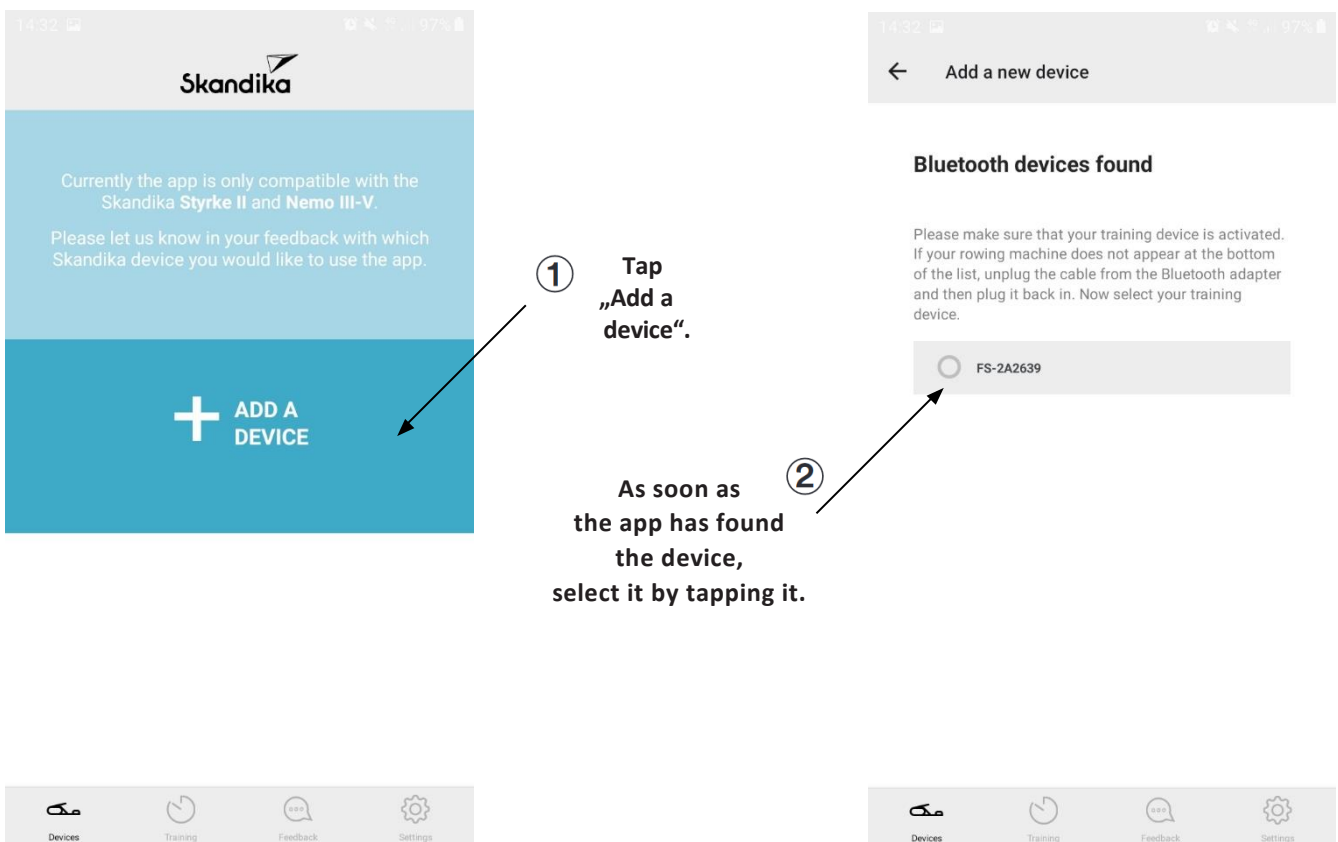 14:32 97%
Skandika
Currently the app is only compatible with the
Skandika Styrke II and Nemo III-V.
Please let us know in your feedback with which
Skandika device you would like to use the app.
ADD A
DEVICE
Devices Training Feedback Settings
① Tap
„Add a
device“.
②
As soon as
the app has found
the device,
select it by tapping it.
14:32 97%
Add a new device
Bluetooth devices found
Please make sure that your training device is activated.
If your rowing machine does not appear at the bottom
of the list, unplug the cable from the Bluetooth adapter
and then plug it back in. Now select your training
device.
FS-2A2639
Devices Training Feedback Settings